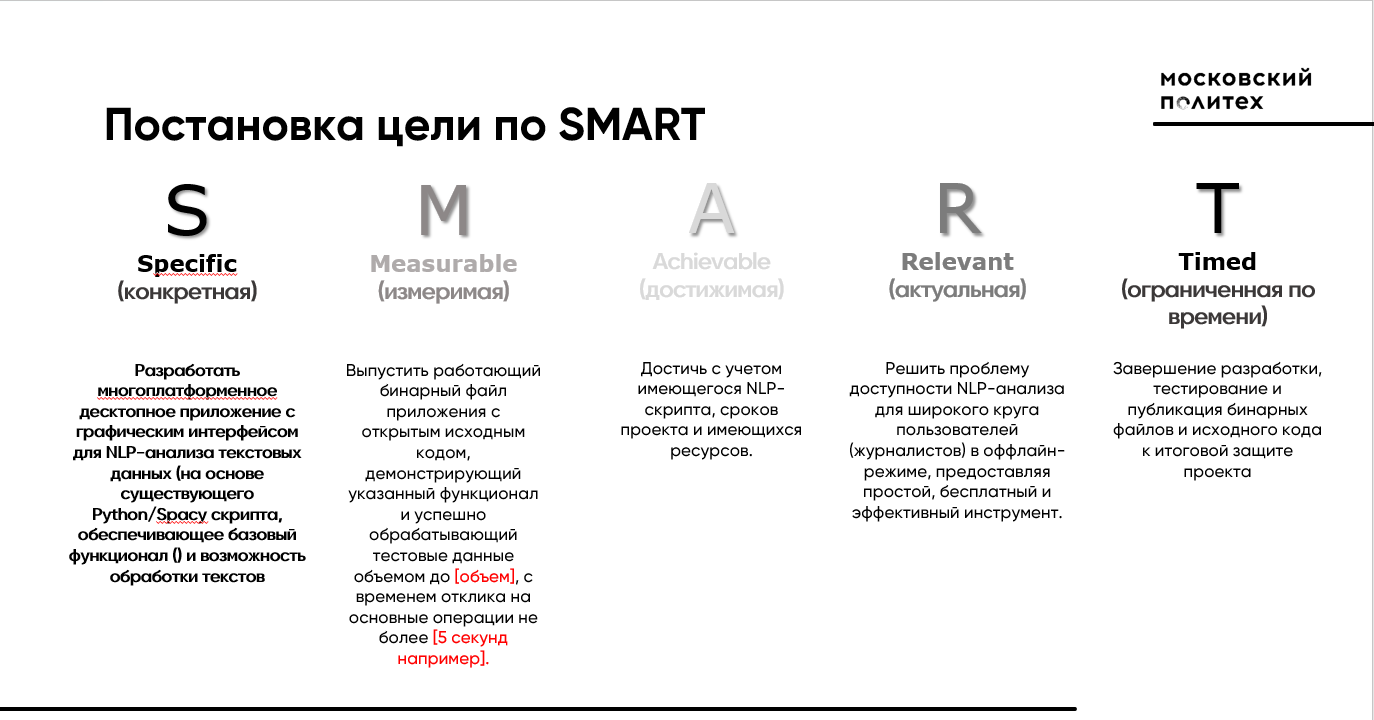 московский
политех
Постановка цели по SMART
S
Specific
(конкретная)
Разработать
многоплатформенное
десктопное приложение с
графическим интерфейсом
для NLP-анализа текстовых
данных (на основе
существующего
Python/Spacy скрипта,
обеспечивающее базовый
функционал () и возможность
обработки текстов
M
Measurable
(измеримая)
Выпустить работающий
бинарный файл
приложения с
открытым исходным
кодом,
демонстрирующий
указанный функционал
и успешно
обрабатывающий
тестовые данные
объемом до [объем], с
временем отклика на
основные операции не
более [5 секунд
например].
A
Achievable
(достижимая)
Достичь с учетом
имеющегося NLP-
скрипта, сроков
проекта и имеющихся
ресурсов.
R
Relevant
(актуальная)
Решить проблему
доступности NLP-анализа
для широкого круга
пользователей
(журналистов) в оффлайн-
режиме, предоставляя
простой, бесплатный и
эффективный инструмент.
T
Timed
(ограниченная по
времени)
Завершение разработки,
тестирование и
публикация бинарных
файлов и исходного кода
к итоговой защите
проекта